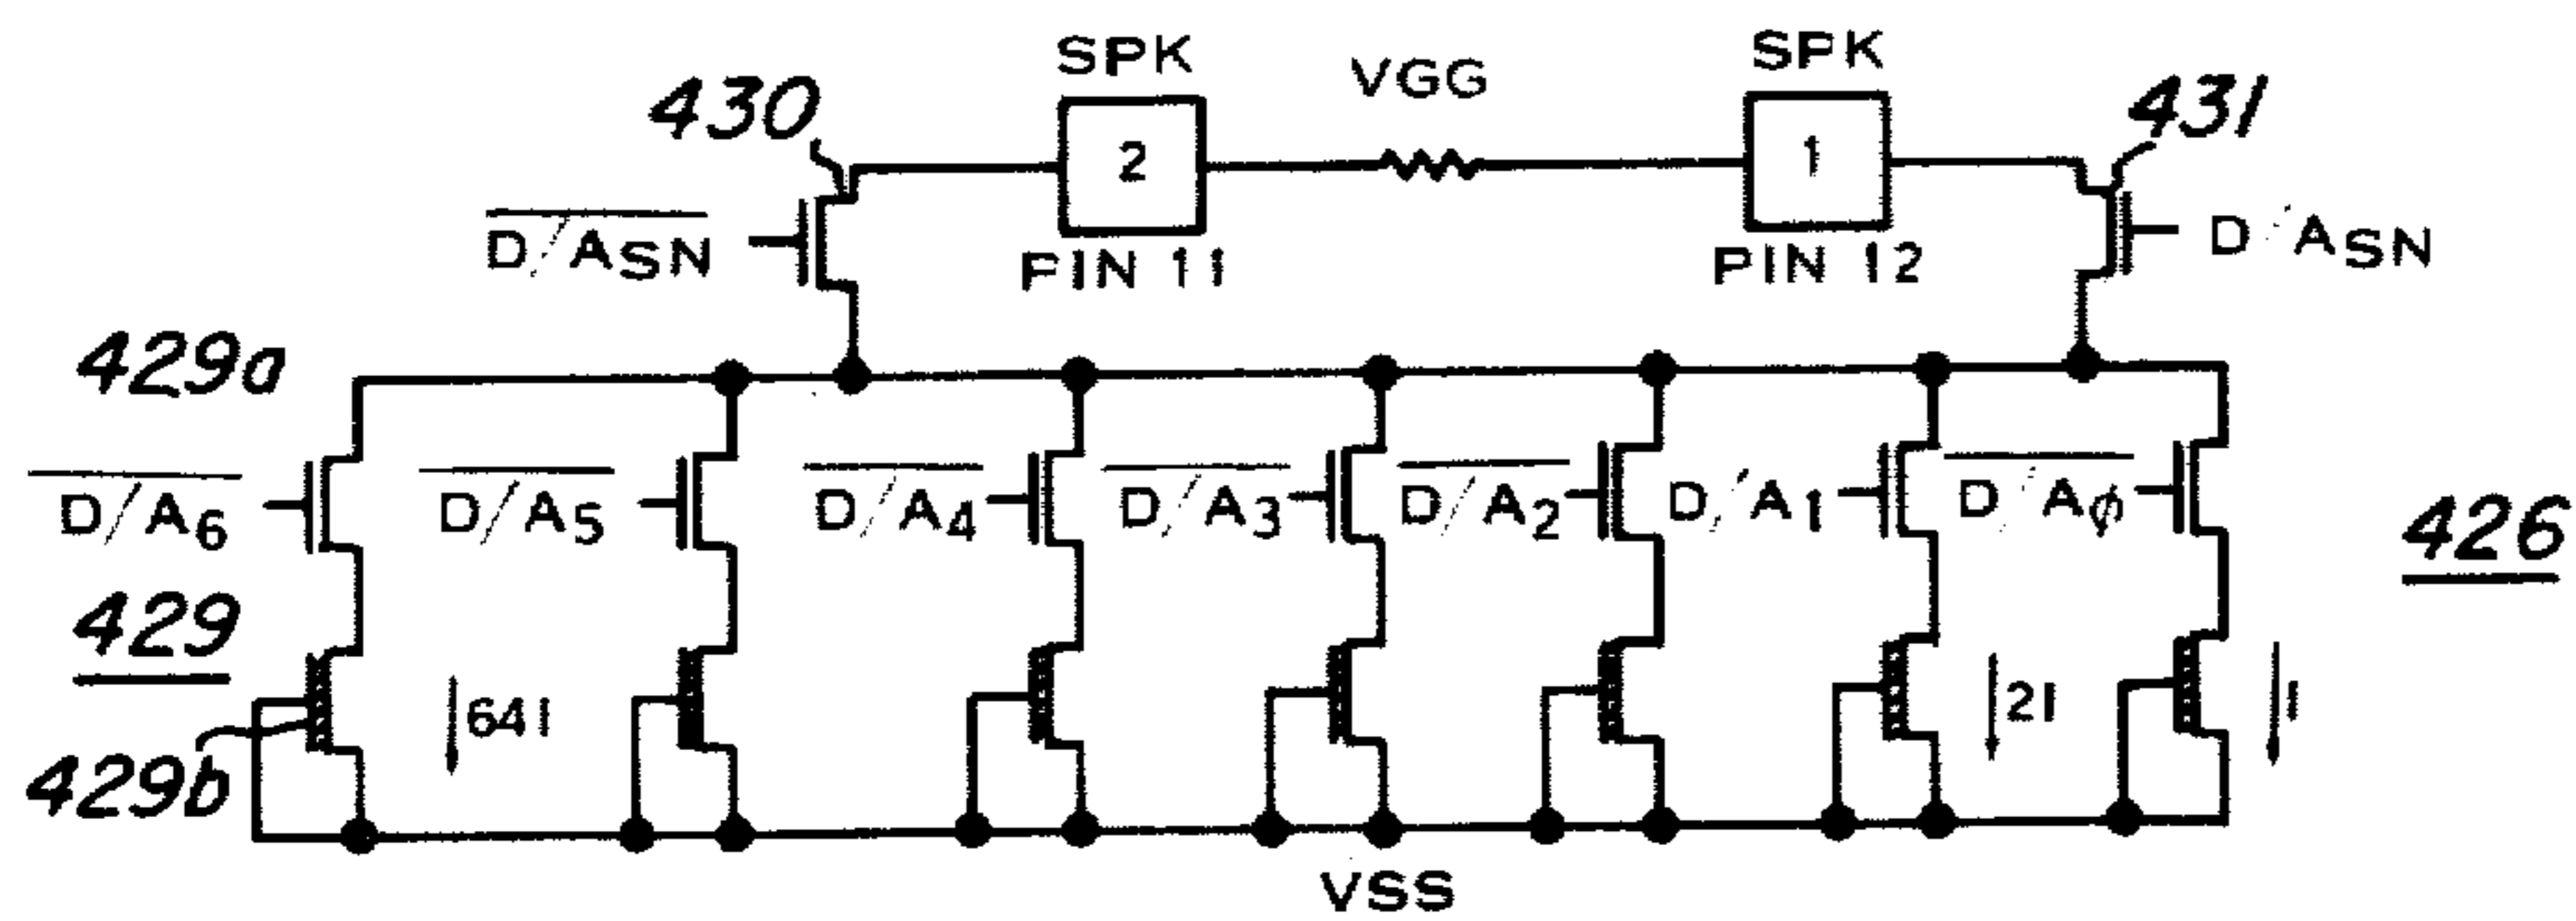 SPK
VGG
SPK
430
2
1
431
D/ASN
PIN 11
PIN 12
D/ASN
429a
D/A6
D/A5
D/A4
D/A3
D/A2
D/A1
D/Aϕ
426
429
64I
2I
I
429b
VSS